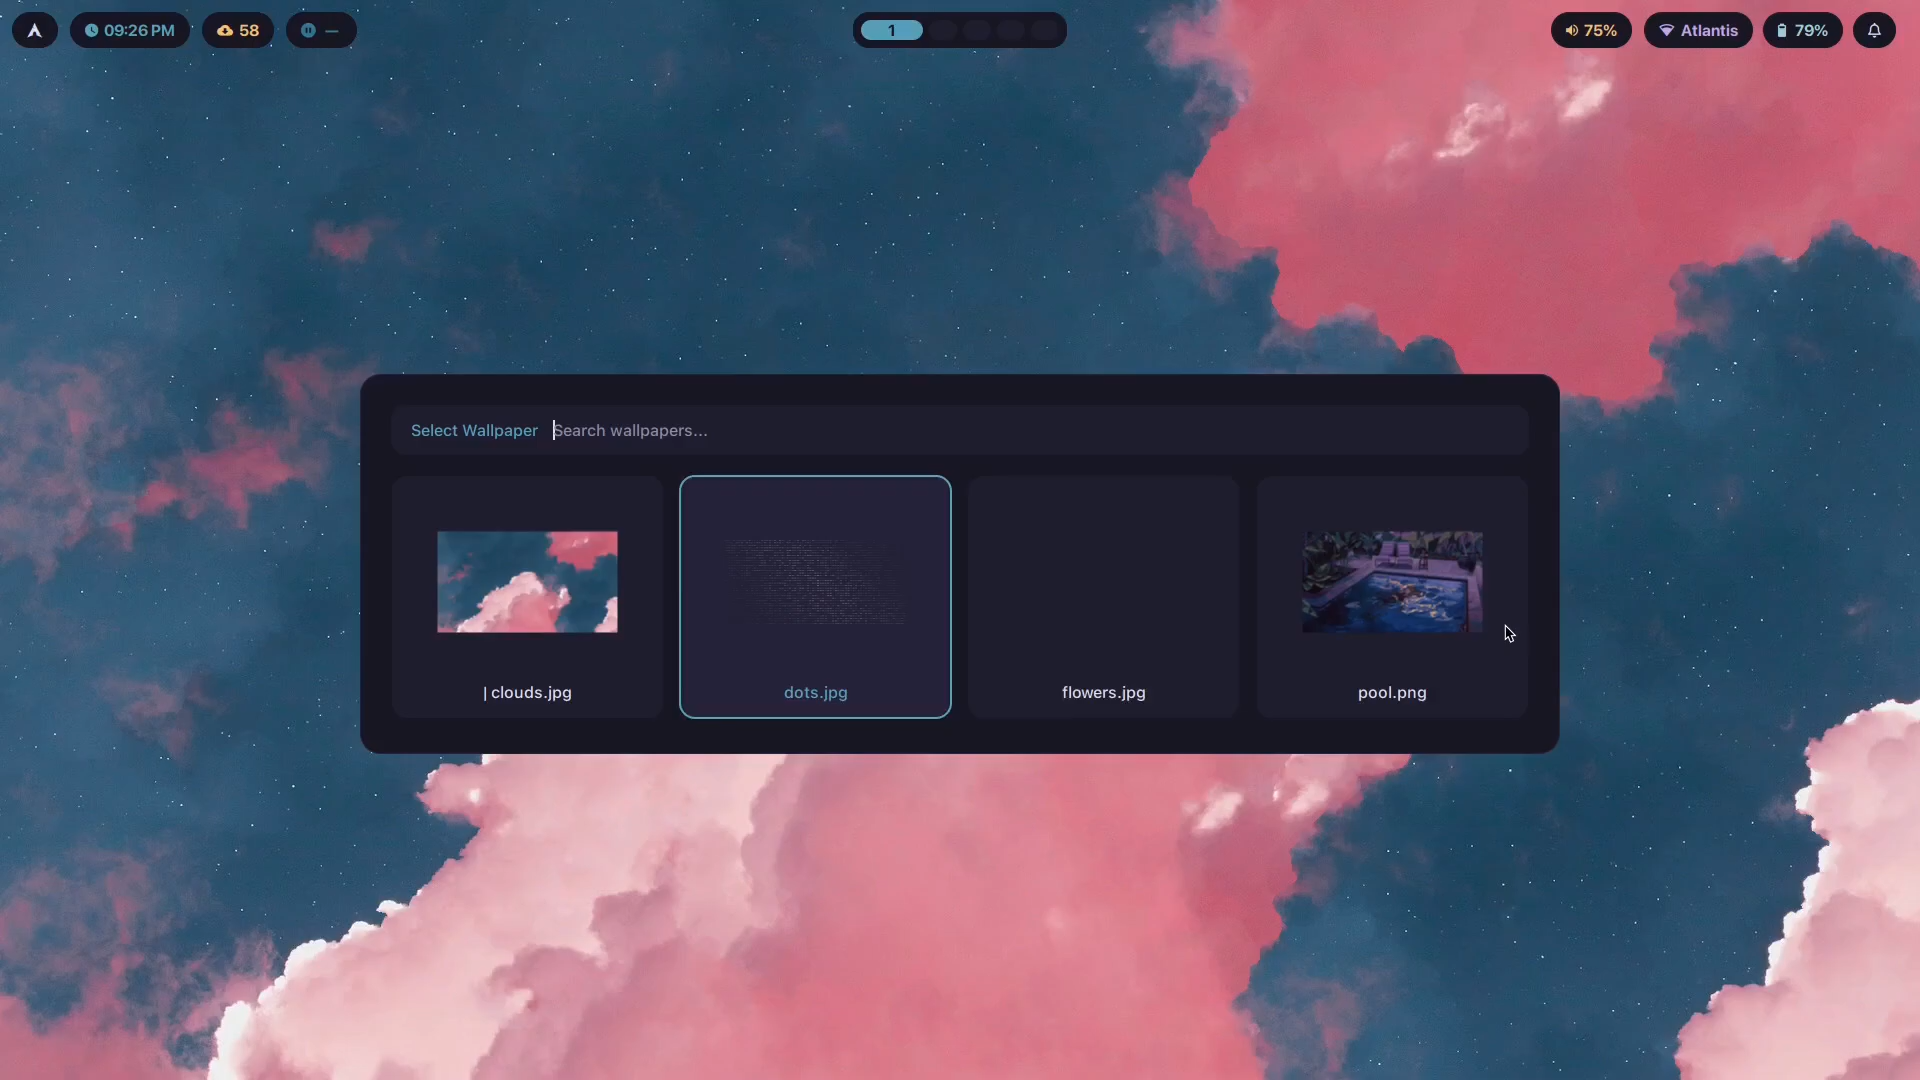 09:26 PM
58
—
1
75%
Atlantis
79%
Select Wallpaper
Search wallpapers...
| clouds.jpg
dots.jpg
flowers.jpg
pool.png